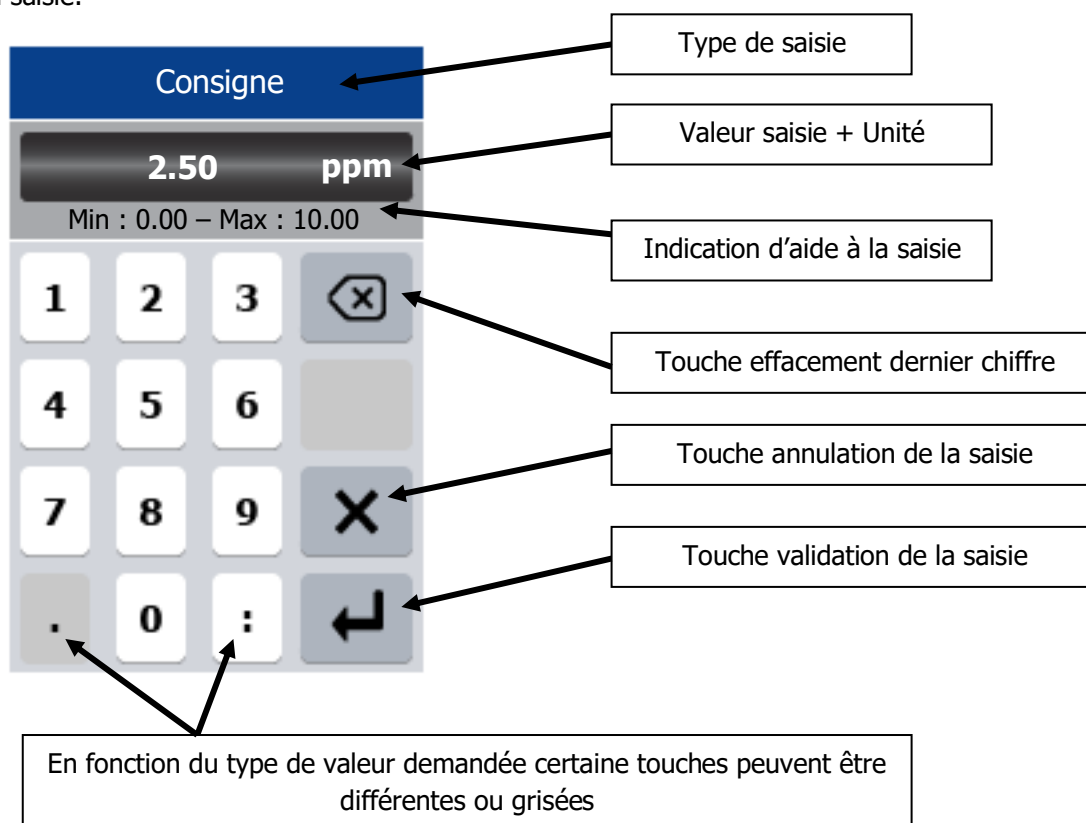 saisie.
Type de saisie
Consigne
Valeur saisie + Unité
2.50 ppm
Min : 0.00 – Max : 10.00
Indication d'aide à la saisie
1 2 3
Touche effacement dernier chiffre
4 5 6
Touche annulation de la saisie
7 8 9
Touche validation de la saisie
. 0 :
En fonction du type de valeur demandée certaine touches peuvent être
différentes ou grisées